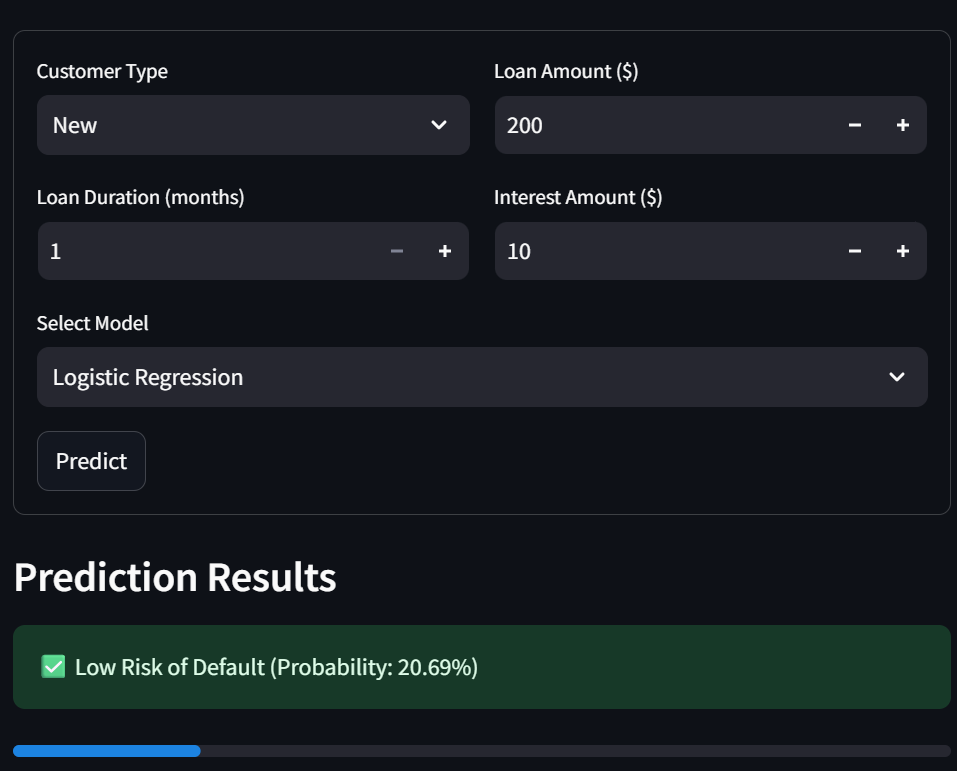 Customer Type
Loan Amount ($)
New
200
Loan Duration (months)
Interest Amount ($)
1
10
Select Model
Logistic Regression
Predict
Prediction Results
✅ Low Risk of Default (Probability: 20.69%)